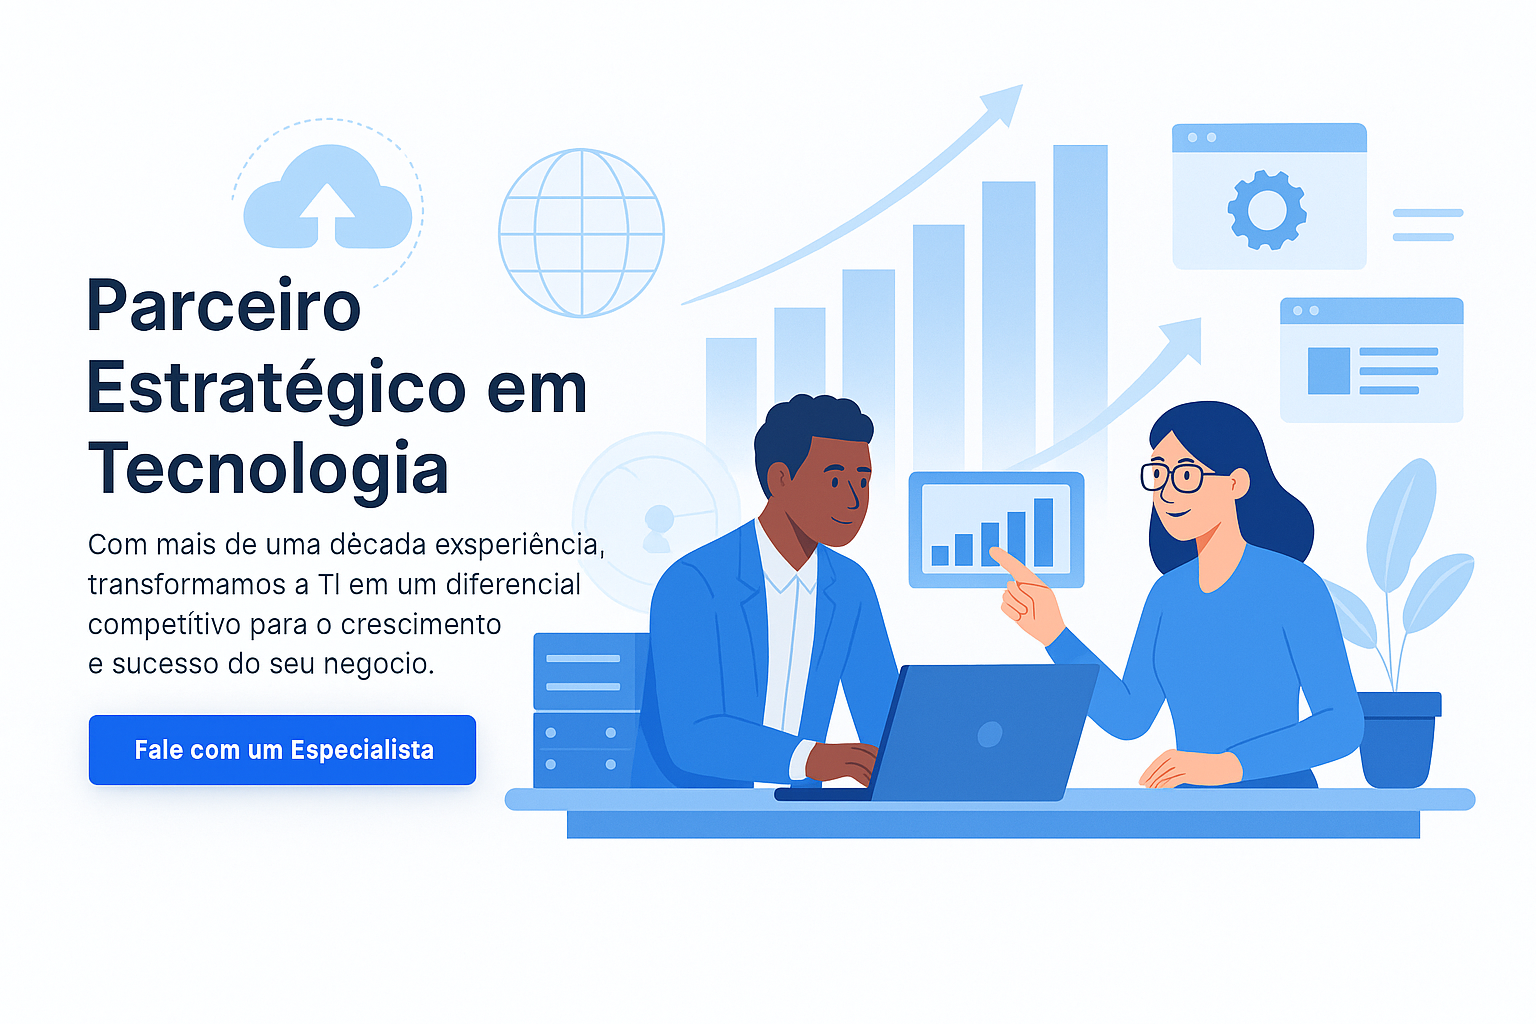 Parceiro
Estratégico em
Tecnologia
Com mais de uma dècada exsperiência,
transformamos a TI em um diferencial
competítivo para o crescimento
e sucesso do seu negocio.
Fale com um Especialista